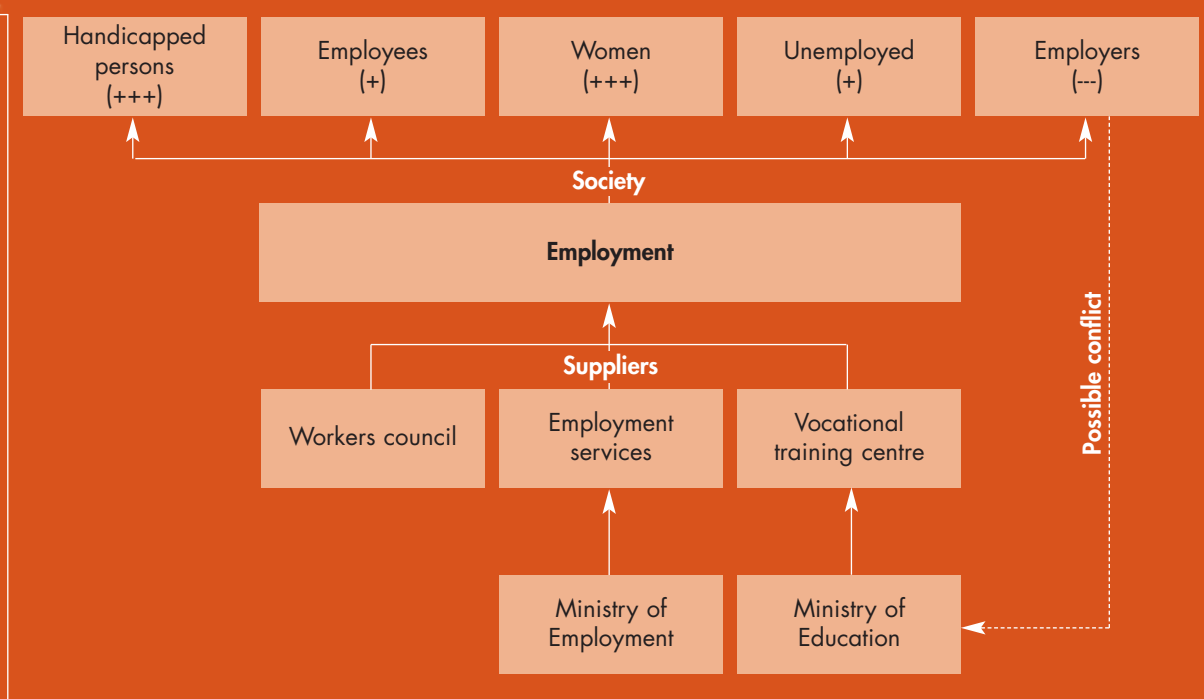 Handicapped
persons
(+++)
Employees
(+)
Women
(+++)
Unemployed
(+)
Employers
(---)
Society
Employment
Possible conflict
Suppliers
Workers council
Employment
services
Vocational
training centre
Ministry of
Employment
Ministry of
Education